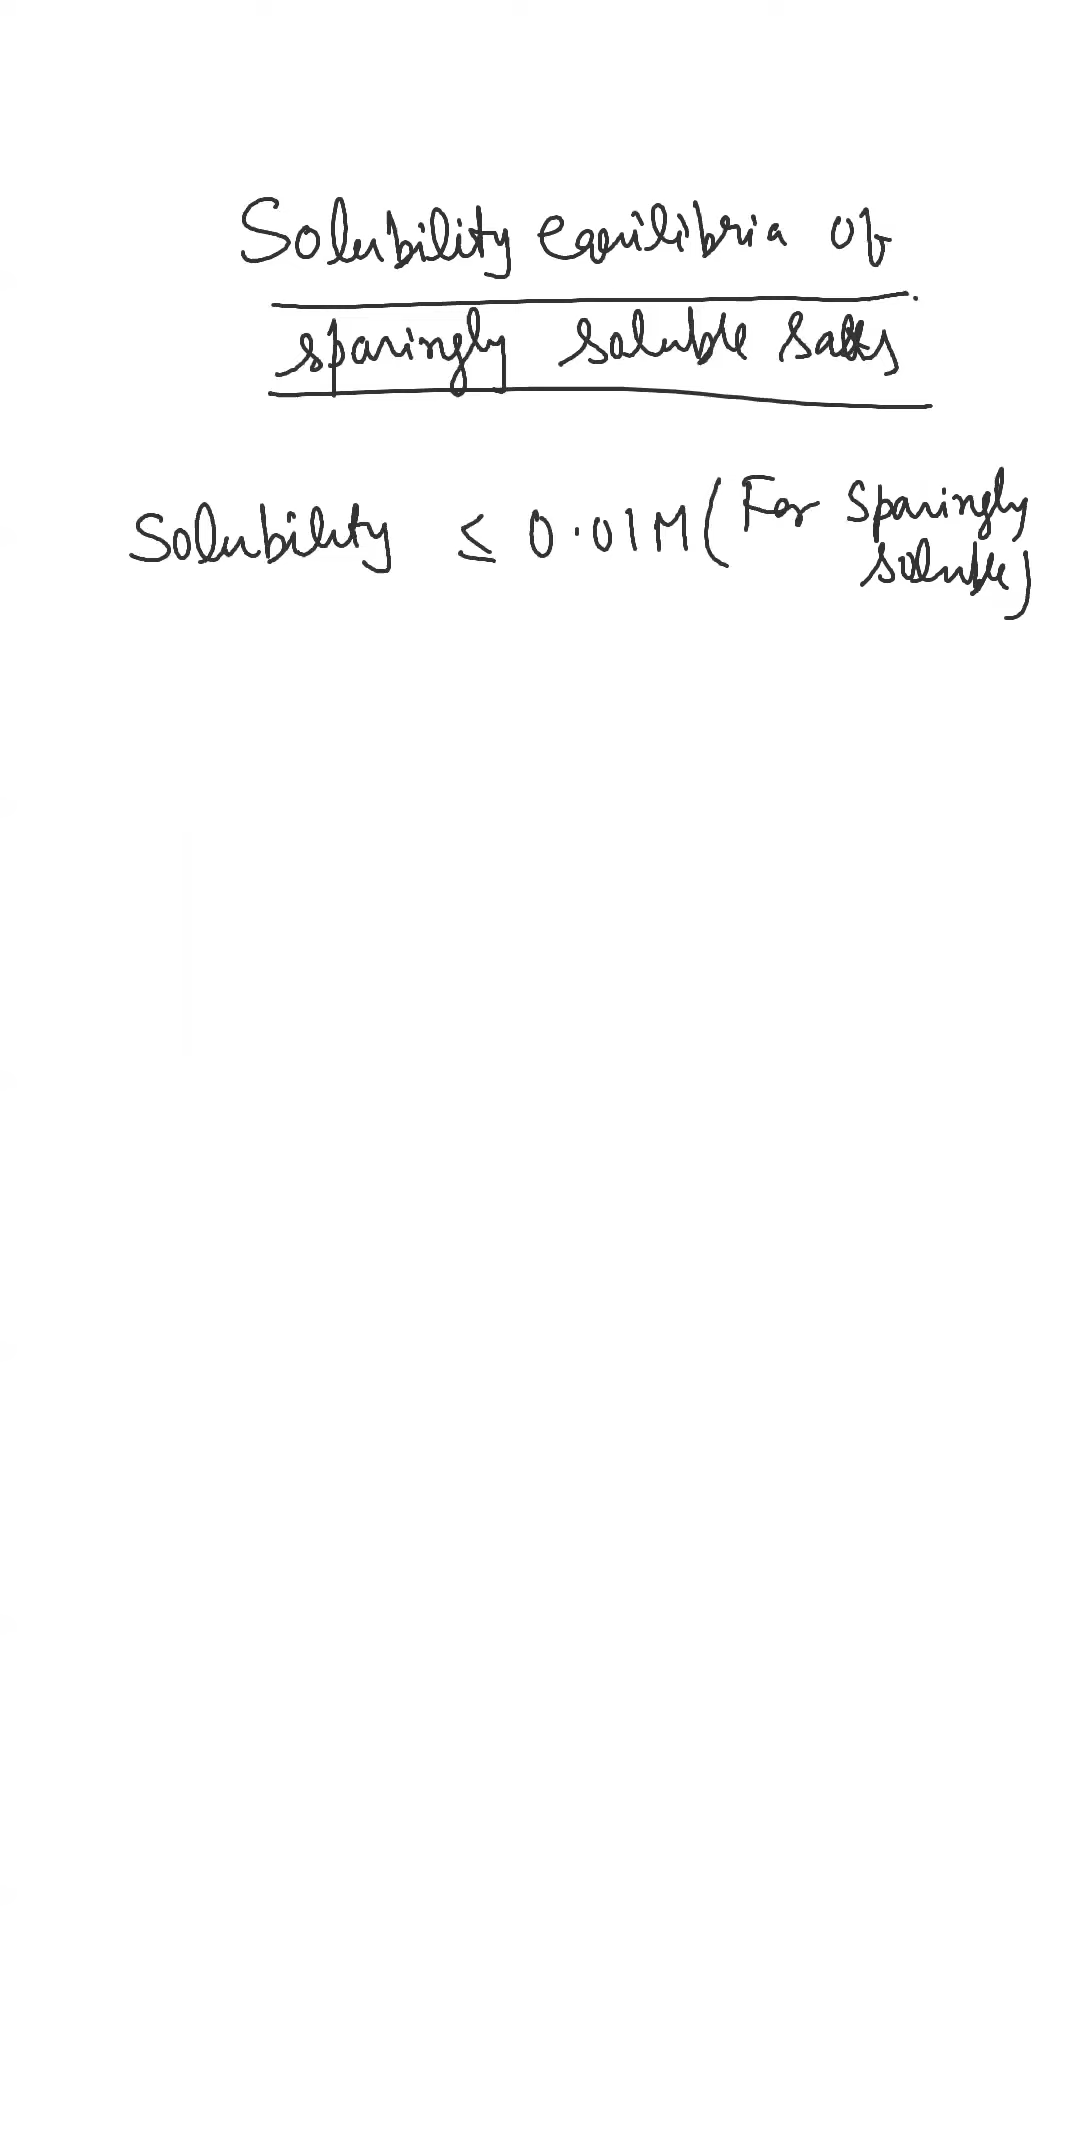 Solubility equilibria of
sparingly soluble salts
Solubility ≤ 0.01M (For sparingly
soluble)